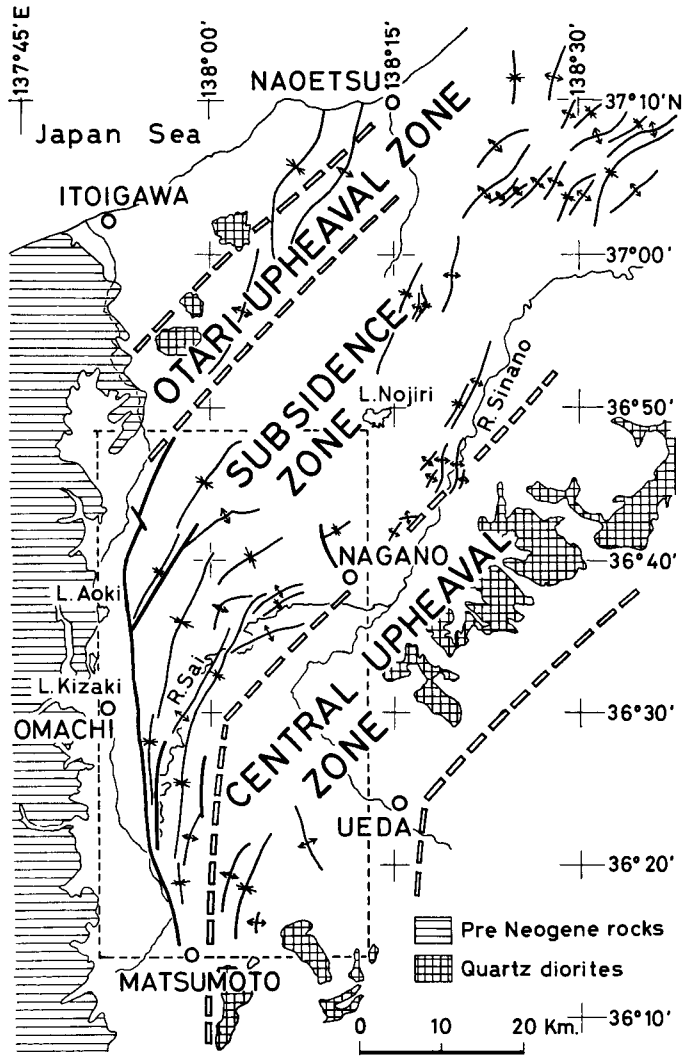 137°45'E
138°00'
138°15'
138°30'
NAOETSU
37°10'N
Japan Sea
ITOIGAWA
37°00'
OTARI-UPHEAVAL ZONE
SUBSIDENCE
ZONE
L.Nojiri
R.Sinano
36°50'
NAGANO
36°40'
L.Aoki
R.Sai
L.Kizaki
OMACHI
CENTRAL UPHEAVAL
ZONE
36°30'
UEDA
36°20'
Pre Neogene rocks
Quartz diorites
MATSUMOTO
36°10'
0 10 20 Km.